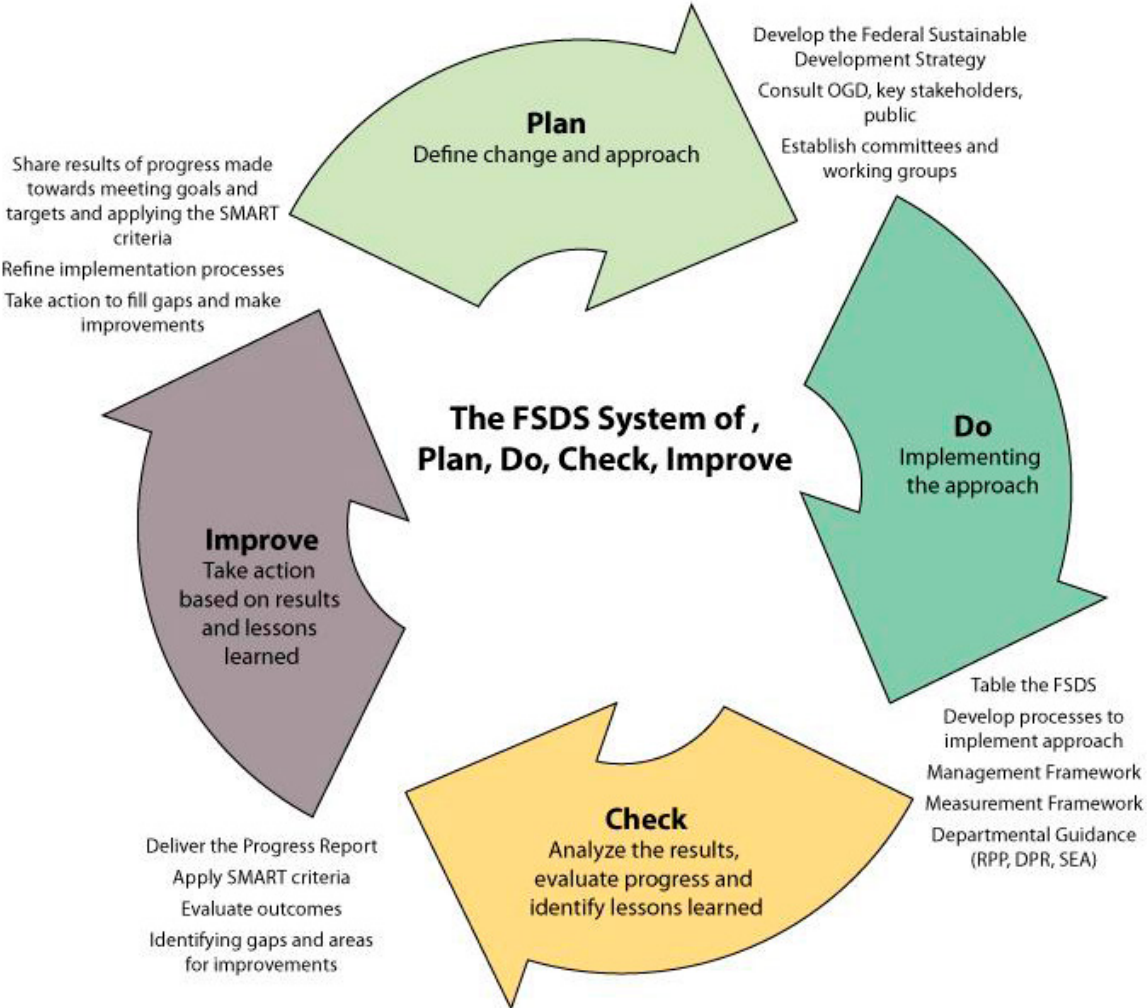 Plan
Define change and approach
Develop the Federal Sustainable
Development Strategy
Consult OGD, key stakeholders,
public
Establish committees and
working groups
The FSDS System of ,
Plan, Do, Check, Improve
Do
Implementing
the approach
Table the FSDS
Develop processes to
implement approach
Management Framework
Measurement Framework
Departmental Guidance
(RPP, DPR, SEA)
Check
Analyze the results,
evaluate progress and
identify lessons learned
Deliver the Progress Report
Apply SMART criteria
Evaluate outcomes
Identifying gaps and areas
for improvements
Improve
Take action
based on results
and lessons
learned
Share results of progress made
towards meeting goals and
targets and applying the SMART
criteria
Refine implementation processes
Take action to fill gaps and make
improvements